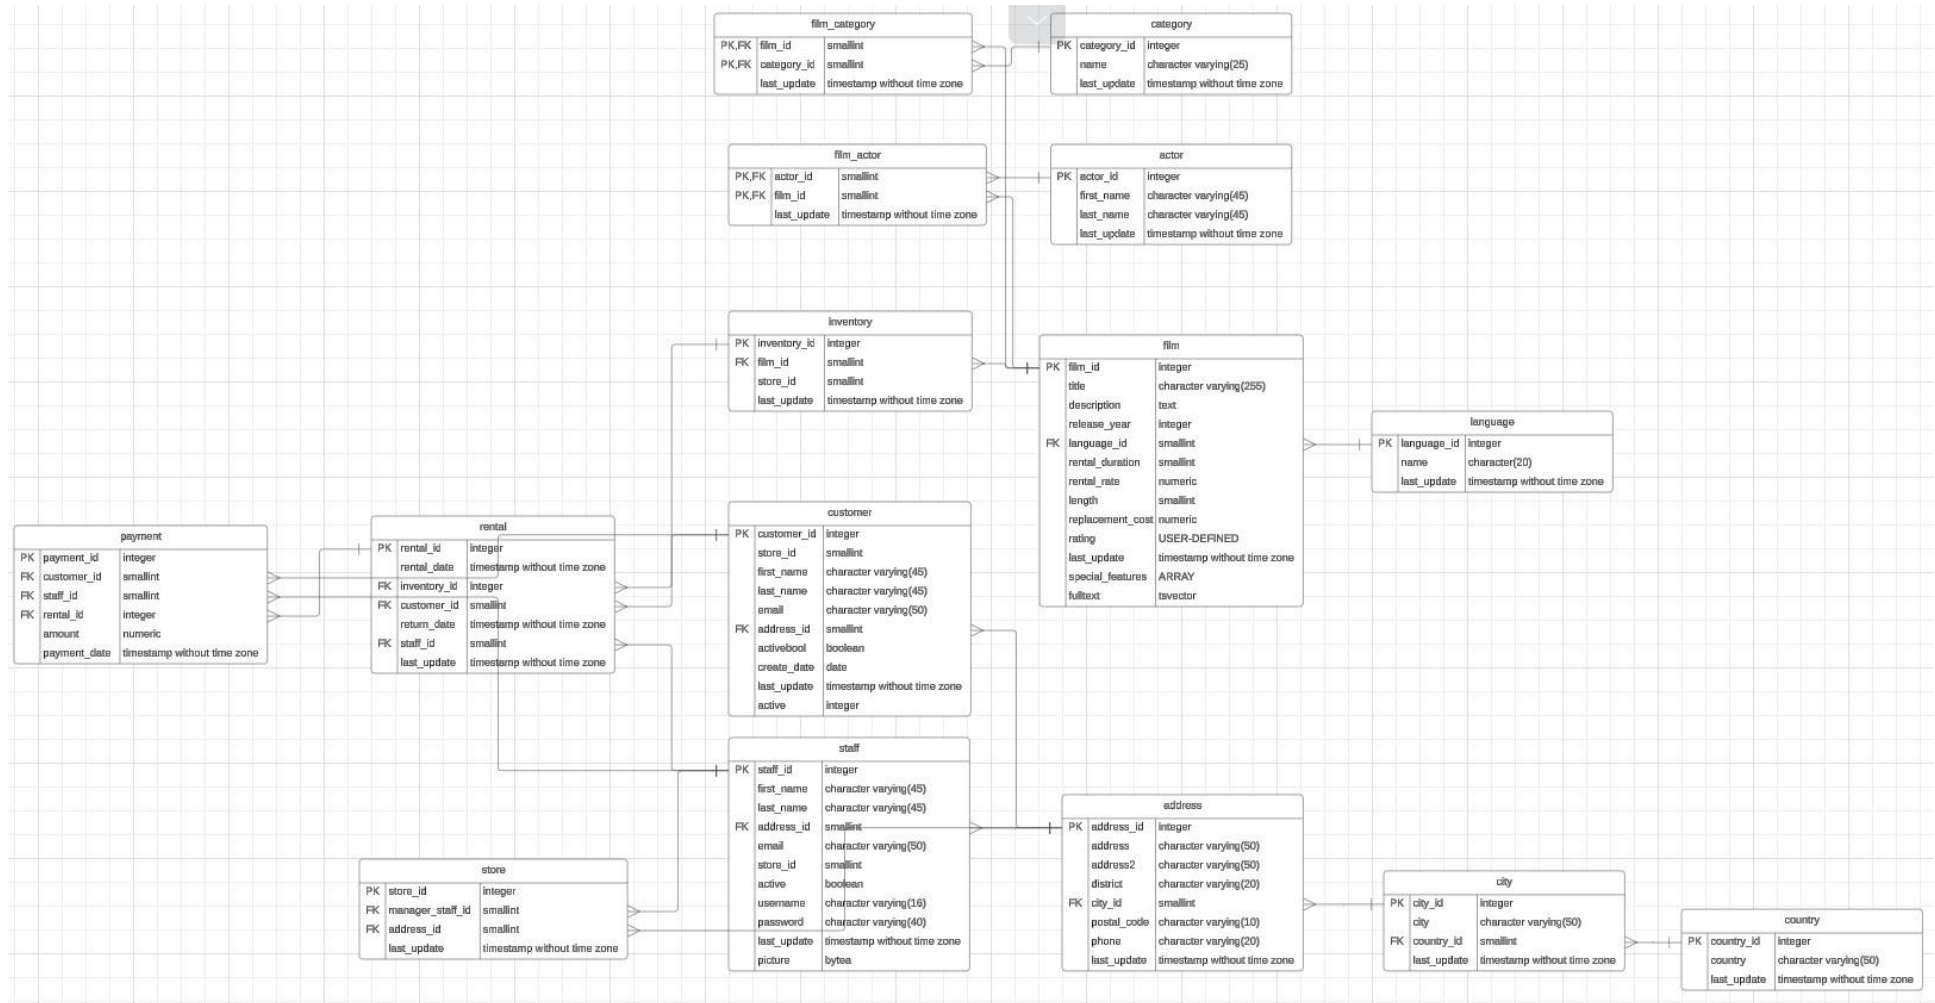 film_category
PK,FK film_id smallint
PK,FK category_id smallint
last_update timestamp without time zone
category
PK category_id integer
name character varying(25)
last_update timestamp without time zone
film_actor
PK,FK actor_id smallint
PK,FK film_id smallint
last_update timestamp without time zone
actor
PK actor_id integer
first_name character varying(45)
last_name character varying(45)
last_update timestamp without time zone
inventory
PK inventory_id integer
FK film_id smallint
store_id smallint
last_update timestamp without time zone
film
PK film_id integer
title character varying(255)
description text
release_year integer
FK language_id smallint
rental_duration smallint
rental_rate numeric
length smallint
replacement_cost numeric
rating USER-DEFINED
last_update timestamp without time zone
special_features ARRAY
fulltext tsvector
language
PK language_id integer
name character(20)
last_update timestamp without time zone
payment
PK payment_id integer
FK customer_id smallint
FK staff_id smallint
FK rental_id integer
amount numeric
payment_date timestamp without time zone
rental
PK rental_id integer
rental_date timestamp without time zone
FK inventory_id integer
FK customer_id smallint
return_date timestamp without time zone
FK staff_id smallint
last_update timestamp without time zone
customer
PK customer_id integer
store_id smallint
first_name character varying(45)
last_name character varying(45)
email character varying(50)
FK address_id smallint
activebool boolean
create_date date
last_update timestamp without time zone
active integer
staff
PK staff_id integer
first_name character varying(45)
last_name character varying(45)
FK address_id smallint
email character varying(50)
store_id smallint
active boolean
username character varying(16)
password character varying(40)
last_update timestamp without time zone
picture bytea
store
PK store_id integer
FK manager_staff_id smallint
FK address_id smallint
last_update timestamp without time zone
address
PK address_id integer
address character varying(50)
address2 character varying(50)
district character varying(20)
FK city_id smallint
postal_code character varying(10)
phone character varying(20)
last_update timestamp without time zone
city
PK city_id integer
city character varying(50)
FK country_id smallint
last_update timestamp without time zone
country
PK country_id integer
country character varying(50)
last_update timestamp without time zone